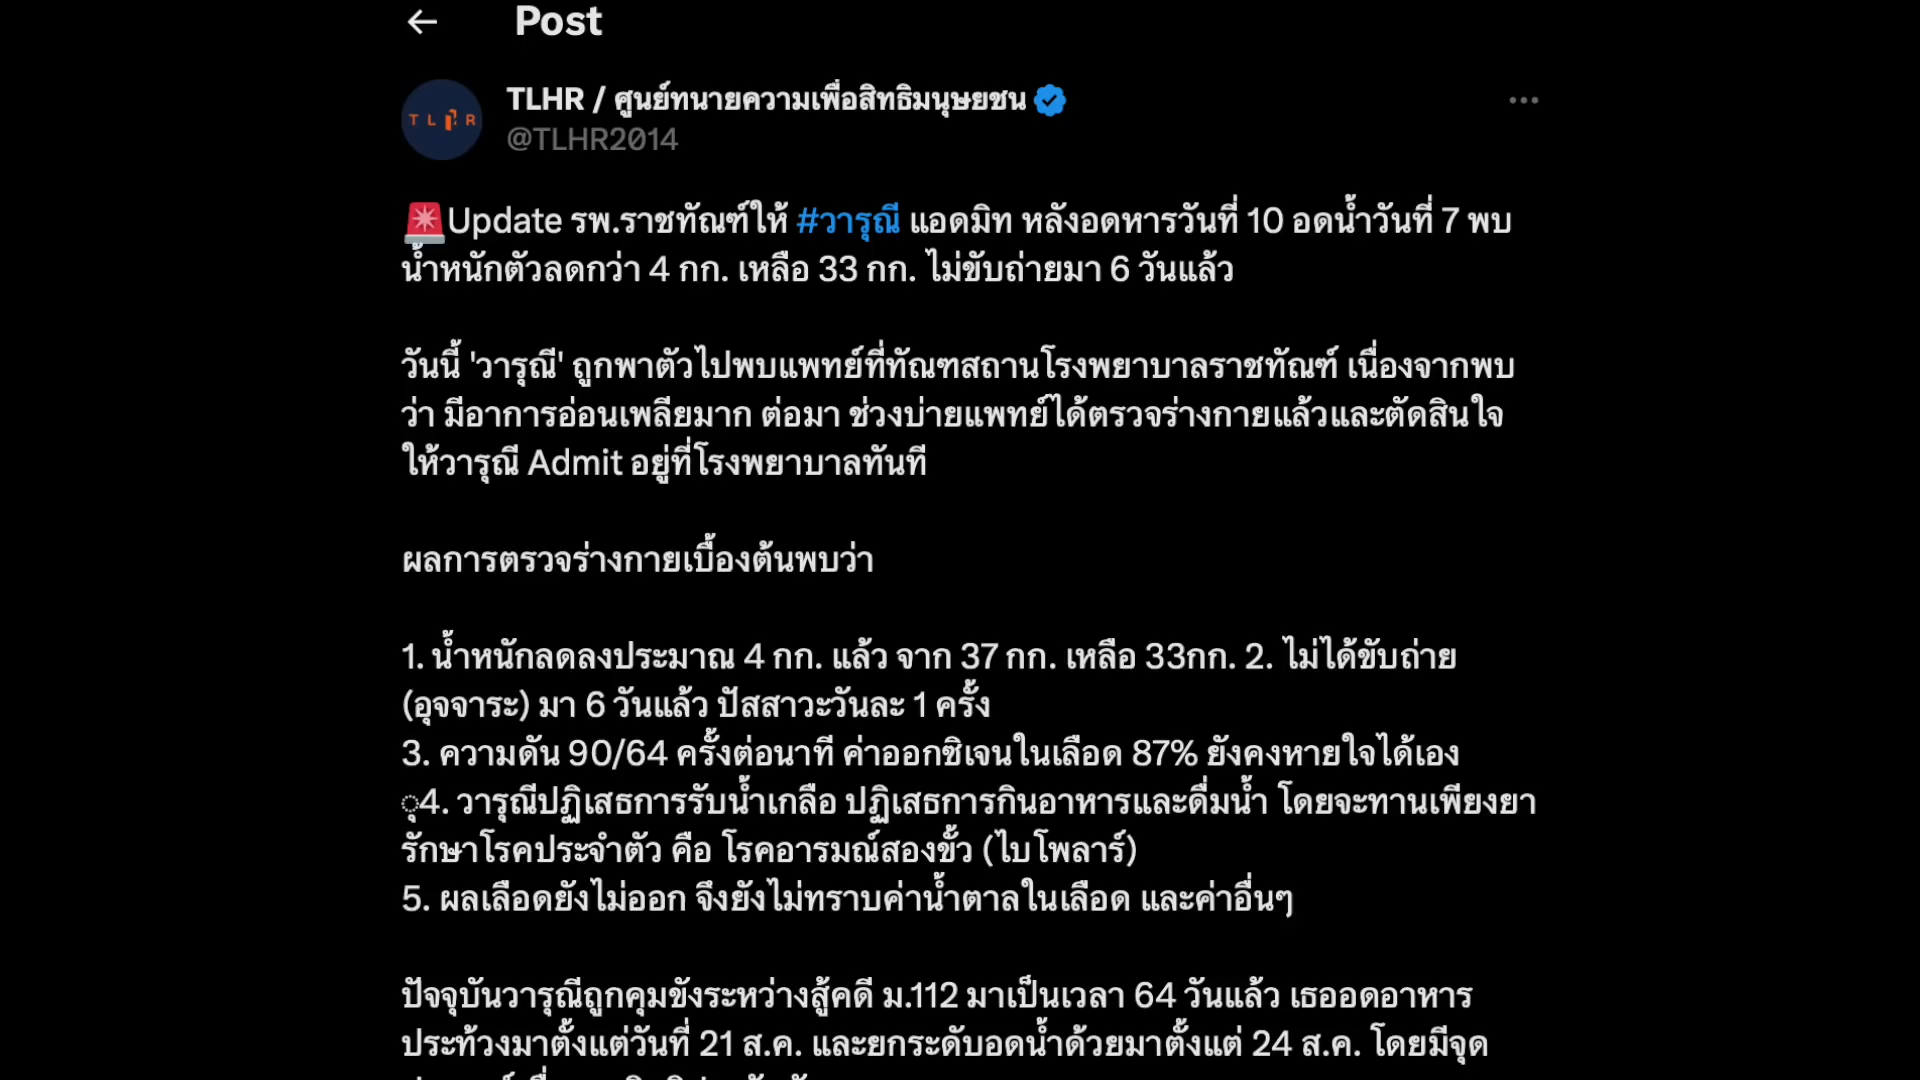 Post
TLHR / ศูนย์ทนายความเพื่อสิทธิมนุษยชน
@TLHR2014
T L R
Update รพ.ราชทัณฑ์ให้ #วารุณี แอดมิท หลังอดหารวันที่ 10 อดน้ำวันที่ 7 พบ
น้ำหนักตัวลดกว่า 4 กก. เหลือ 33 กก. ไม่ขับถ่ายมา 6 วันแล้ว
วันนี้ 'วารุณี' ถูกพาตัวไปพบแพทย์ที่ทัณฑสถานโรงพยาบาลราชทัณฑ์ เนื่องจากพบ
ว่า มีอาการอ่อนเพลียมาก ต่อมา ช่วงบ่ายแพทย์ได้ตรวจร่างกายแล้วและตัดสินใจ
ให้วารุณี Admit อยู่ที่โรงพยาบาลทันที
ผลการตรวจร่างกายเบื้องต้นพบว่า
1. น้ำหนักลดลงประมาณ 4 กก. แล้ว จาก 37 กก. เหลือ 33กก. 2. ไม่ได้ขับถ่าย
(อุจจาระ) มา 6 วันแล้ว ปัสสาวะวันละ 1 ครั้ง
3. ความดัน 90/64 ครั้งต่อนาที ค่าออกซิเจนในเลือด 87% ยังคงหายใจได้เอง
ุ4. วารุณีปฏิเสธการรับน้ำเกลือ ปฏิเสธการกินอาหารและดื่มน้ำ โดยจะทานเพียงยา
รักษาโรคประจำตัว คือ โรคอารมณ์สองขั้ว (ไบโพลาร์)
5. ผลเลือดยังไม่ออก จึงยังไม่ทราบค่าน้ำตาลในเลือด และค่าอื่นๆ
ปัจจุบันวารุณีถูกคุมขังระหว่างสู้คดี ม.112 มาเป็นเวลา 64 วันแล้ว เธออดอาหาร
ประท้วงมาตั้งแต่วันที่ 21 ส.ค. และยกระดับอดน้ำด้วยมาตั้งแต่ 24 ส.ค. โดยมีจุด